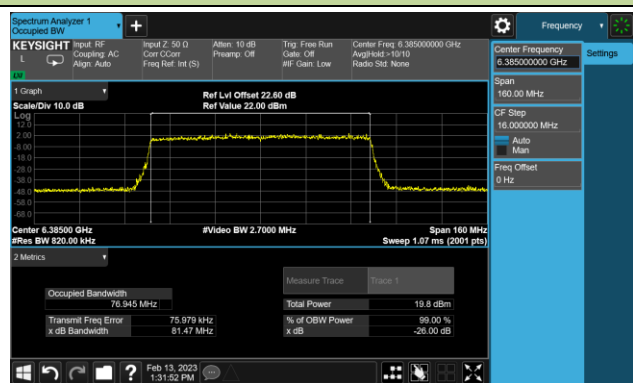 Spectrum Analyzer 1
Occupied BW
+
Frequency
KEYSIGHT
L
Input: RF
Coupling: AC
Align: Auto
Input Z: 50 Ω
Corr CCorr
Freq Ref: Int (S)
Atten: 10 dB
Preamp: Off
Trig: Free Run
Gate: Off
#IF Gain: Low
Center Freq: 6.385000000 GHz
Avg|Hold:>10/10
Radio Std: None
Center Frequency
6.385000000 GHz
Settings
Span
160.00 MHz
CF Step
16.000000 MHz
Auto
Man
Freq Offset
0 Hz
1 Graph
Scale/Div 10.0 dB
Ref Lvl Offset 22.60 dB
Ref Value 22.00 dBm
Log
12.0
2.00
-8.00
-18.0
-28.0
-38.0
-48.0
-58.0
-68.0
Center 6.38500 GHz
#Res BW 820.00 kHz
#Video BW 2.7000 MHz
Span 160 MHz
Sweep 1.07 ms (2001 pts)
2 Metrics
Measure Trace
Trace 1
Occupied Bandwidth
76.945 MHz
Total Power
19.8 dBm
Transmit Freq Error
75.979 kHz
% of OBW Power
99.00 %
x dB Bandwidth
81.47 MHz
x dB
-26.00 dB
?
Feb 13, 2023
1:31:52 PM